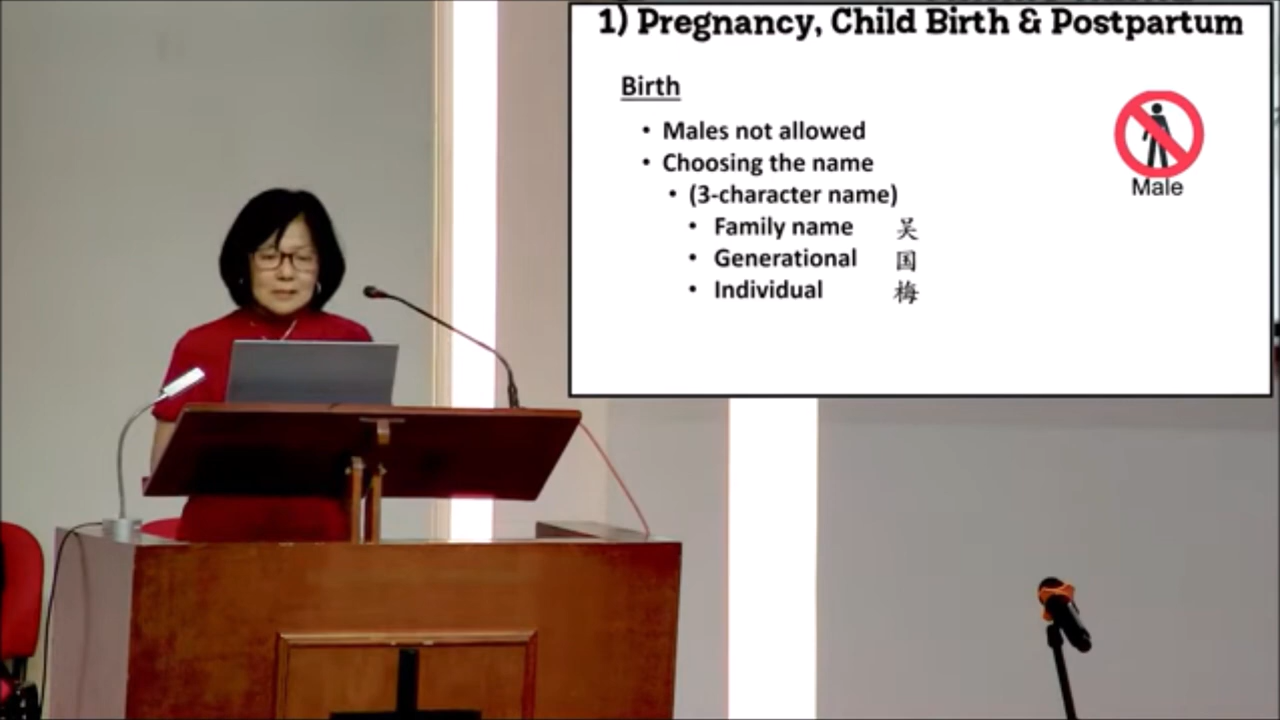 1) Pregnancy, Child Birth & Postpartum
Birth
• Males not allowed
• Choosing the name
• (3-character name)
• Family name 吴
• Generational 国
• Individual 梅
Male